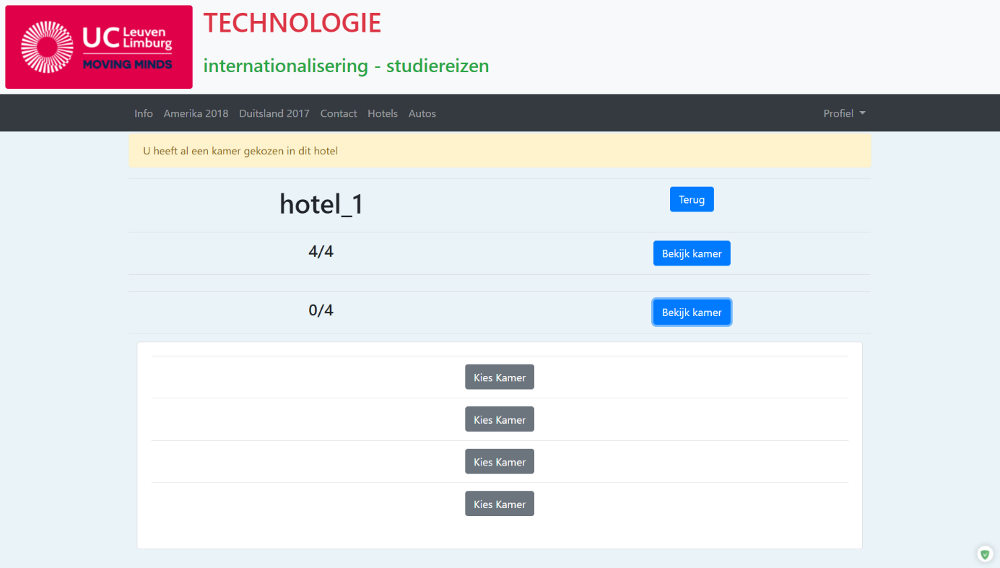 UC Leuven
Limburg
MOVING MINDS
TECHNOLOGIE
internationalisering - studiereizen
Info Amerika 2018 Duitsland 2017 Contact Hotels Autos Profiel
U heeft al een kamer gekozen in dit hotel
hotel_1 Terug
4/4 Bekijk kamer
0/4 Bekijk kamer
Kies Kamer
Kies Kamer
Kies Kamer
Kies Kamer